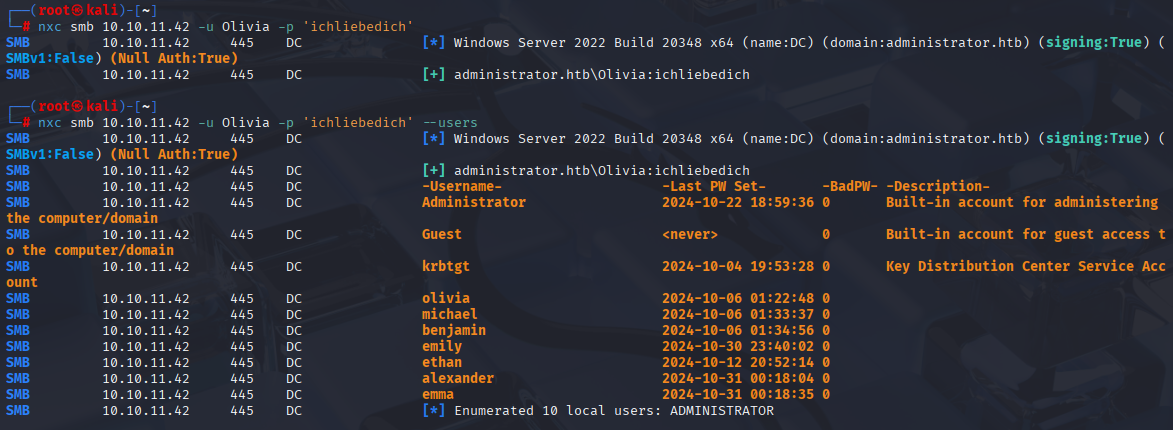 ┌──(root㉿kali)-[~]
└─# nxc smb 10.10.11.42 -u Olivia -p 'ichliebedich'
SMB         10.10.11.42     445    DC               [*] Windows Server 2022 Build 20348 x64 (name:DC) (domain:administrator.htb) (signing:True) (
SMBv1:False) (Null Auth:True)
SMB         10.10.11.42     445    DC               [+] administrator.htb\Olivia:ichliebedich
┌──(root㉿kali)-[~]
└─# nxc smb 10.10.11.42 -u Olivia -p 'ichliebedich' --users
SMB         10.10.11.42     445    DC               [*] Windows Server 2022 Build 20348 x64 (name:DC) (domain:administrator.htb) (signing:True) (
SMBv1:False) (Null Auth:True)
SMB         10.10.11.42     445    DC               [+] administrator.htb\Olivia:ichliebedich
SMB         10.10.11.42     445    DC               -Username-                    -Last PW Set-       -BadPW- -Description-
SMB         10.10.11.42     445    DC               Administrator                 2024-10-22 18:59:36 0       Built-in account for administering
the computer/domain
SMB         10.10.11.42     445    DC               Guest                         <never>             0       Built-in account for guest access t
o the computer/domain
SMB         10.10.11.42     445    DC               krbtgt                        2024-10-04 19:53:28 0       Key Distribution Center Service Acc
ount
SMB         10.10.11.42     445    DC               olivia                        2024-10-06 01:22:48 0
SMB         10.10.11.42     445    DC               michael                       2024-10-06 01:33:37 0
SMB         10.10.11.42     445    DC               benjamin                      2024-10-06 01:34:56 0
SMB         10.10.11.42     445    DC               emily                         2024-10-30 23:40:02 0
SMB         10.10.11.42     445    DC               ethan                         2024-10-12 20:52:14 0
SMB         10.10.11.42     445    DC               alexander                     2024-10-31 00:18:04 0
SMB         10.10.11.42     445    DC               emma                          2024-10-31 00:18:35 0
SMB         10.10.11.42     445    DC               [*] Enumerated 10 local users: ADMINISTRATOR